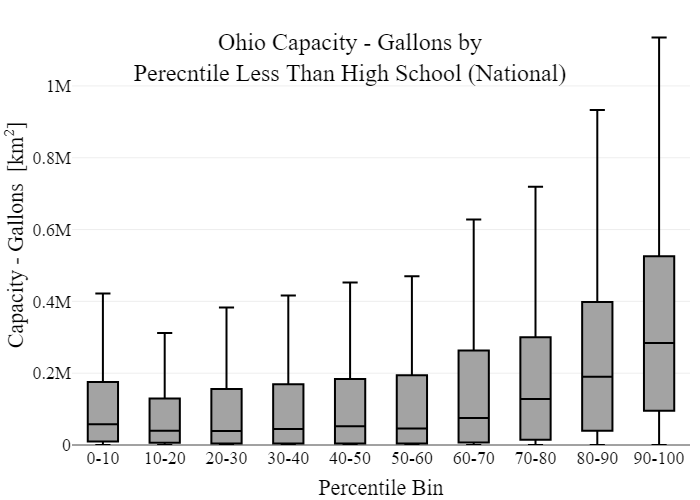 Ohio Capacity - Gallons by
Perecntile Less Than High School (National)
Capacity - Gallons [km²]
1M
0.8M
0.6M
0.4M
0.2M
0
0-10 10-20 20-30 30-40 40-50 50-60 60-70 70-80 80-90 90-100
Percentile Bin